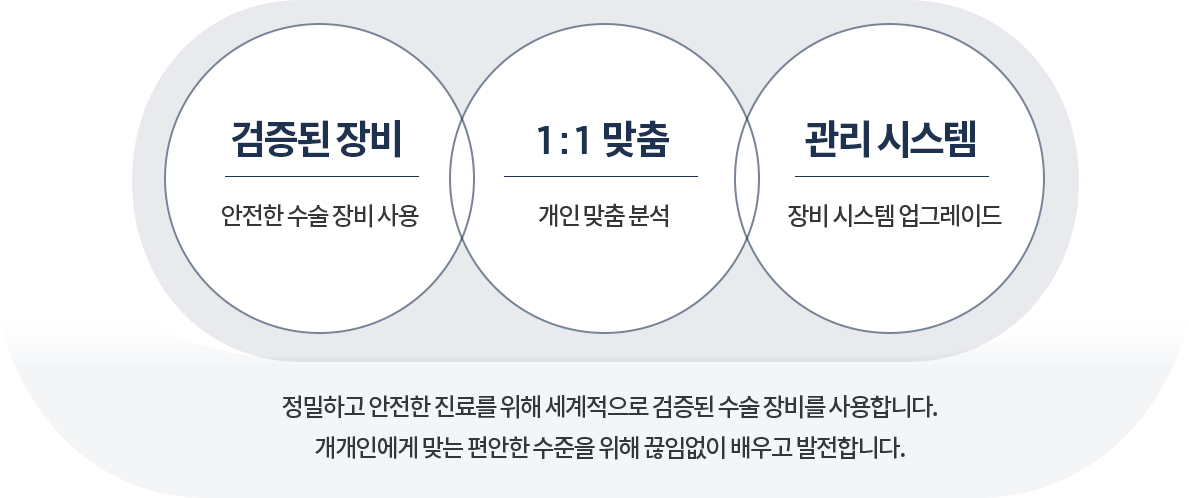 검증된 장비
안전한 수술 장비 사용
1:1 맞춤
개인 맞춤 분석
관리 시스템
장비 시스템 업그레이드
정밀하고 안전한 진료를 위해 세계적으로 검증된 수술 장비를 사용합니다.
개개인에게 맞는 편안한 수준을 위해 끊임없이 배우고 발전합니다.